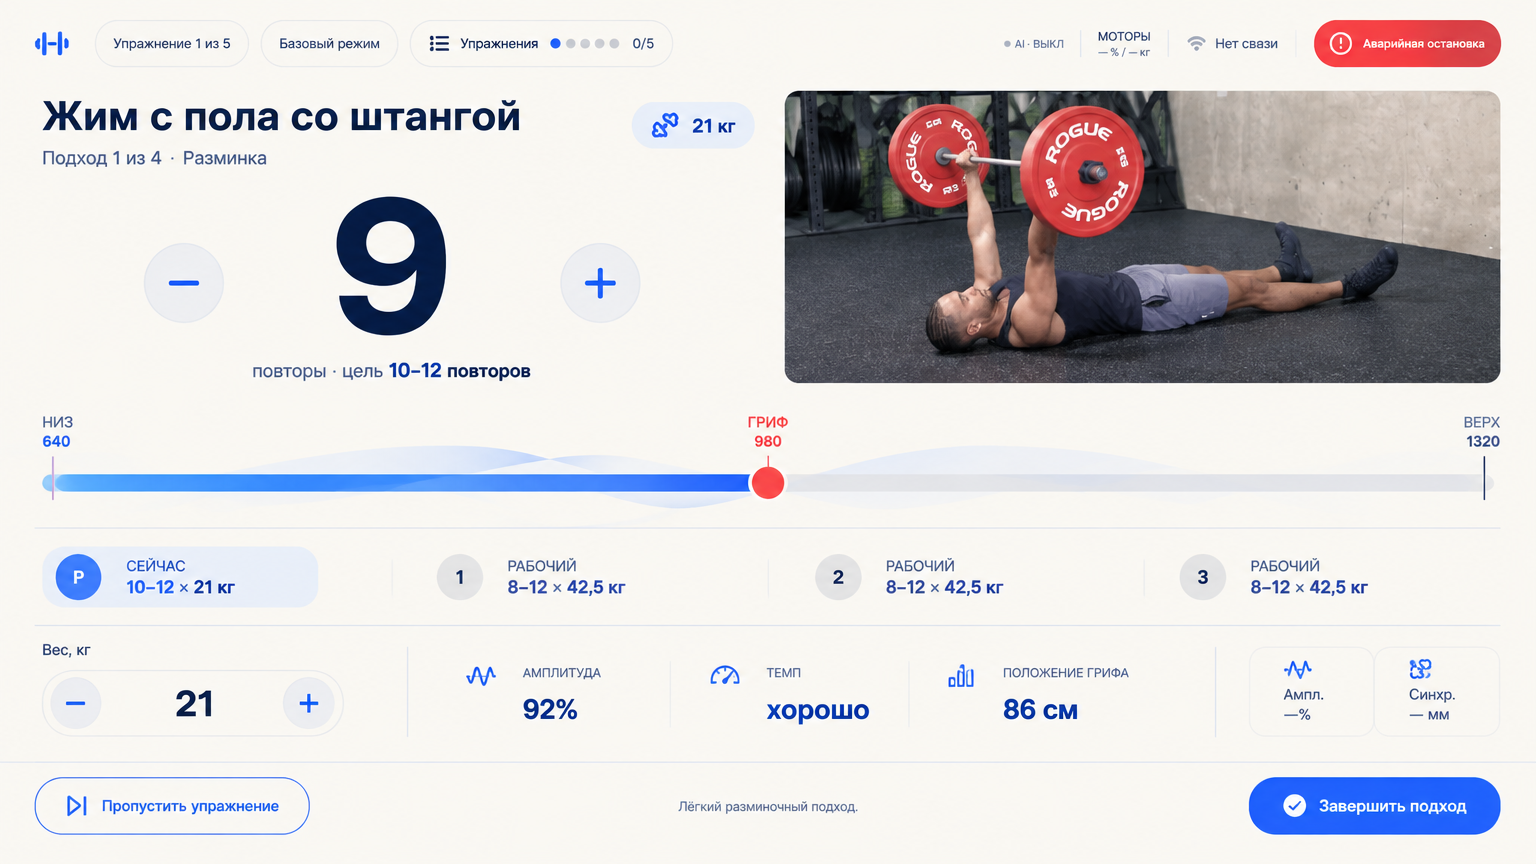 Упражнение 1 из 5
Базовый режим
Упражнения 0/5
AI · ВЫКЛ
МОТОРЫ
— % / — кг
Нет связи
Аварийная остановка
Жим с пола со штангой
21 кг
Подход 1 из 4 · Разминка
ROGUE
ROGUE
ROGUE
ROGUE
9
повторы · цель 10–12 повторов
НИЗ
640
ГРИФ
980
ВЕРХ
1320
Р
СЕЙЧАС
10–12 × 21 кг
1
РАБОЧИЙ
8–12 × 42,5 кг
2
РАБОЧИЙ
8–12 × 42,5 кг
3
РАБОЧИЙ
8–12 × 42,5 кг
Вес, кг
21
АМПЛИТУДА
92%
ТЕМП
хорошо
ПОЛОЖЕНИЕ ГРИФА
86 см
Ампл.
—%
Синхр.
— мм
Пропустить упражнение
Лёгкий разминочный подход.
Завершить подход